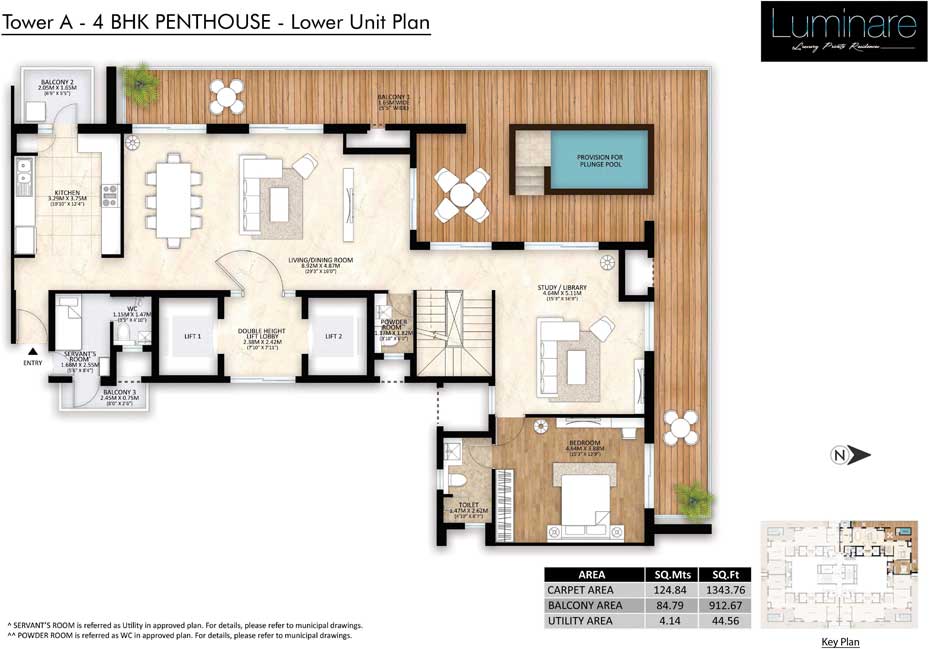 Tower A - 4 BHK PENTHOUSE - Lower Unit Plan
Luminare
Luxury Private Residences
BALCONY 2
2.05M X 1.65M
(6'9" X 5'5")
BALCONY 1
1.65M WIDE
(5'5" WIDE)
PROVISION FOR
PLUNGE POOL
KITCHEN
3.29M X 3.75M
(10'10" X 12'4")
LIVING/DINING ROOM
8.92M X 4.87M
(29'3" X 16'0")
STUDY / LIBRARY
4.64M X 5.11M
(15'3" X 16'9")
WC
1.15M X 1.47M
(3'9" X 4'10")
LIFT 1
DOUBLE HEIGHT
LIFT LOBBY
2.38M X 2.42M
(7'10" X 7'11")
LIFT 2
POWDER
ROOM
1.17M X 1.82M
(3'10" X 6'0")
ENTRY
SERVANT'S
ROOM
1.68M X 2.55M
(5'6" X 8'4")
BALCONY 3
2.45M X 0.75M
(8'0" X 2'6")
BEDROOM
4.64M X 3.88M
(15'3" X 12'9")
TOILET
1.47M X 2.62M
(4'10" X 8'7")
N
AREA SQ.Mts SQ.Ft
CARPET AREA 124.84 1343.76
BALCONY AREA 84.79 912.67
UTILITY AREA 4.14 44.56
Key Plan
^ SERVANT'S ROOM is referred as Utility in approved plan. For details, please refer to municipal drawings.
^^ POWDER ROOM is referred as WC in approved plan. For details, please refer to municipal drawings.